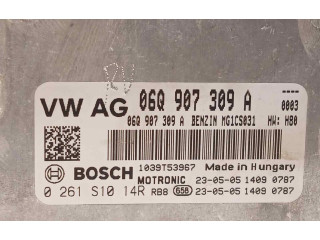 VW AG 06Q 907 309 A
06Q 907 309 A BENZIN MG1CS031 HW: H80
0003
BOSCH 1039T53967 Made in Hungary
MOTRONIC 23-05-05 1409 0787
0 261 S10 14R RB8 658 23-05-05 1409 0787